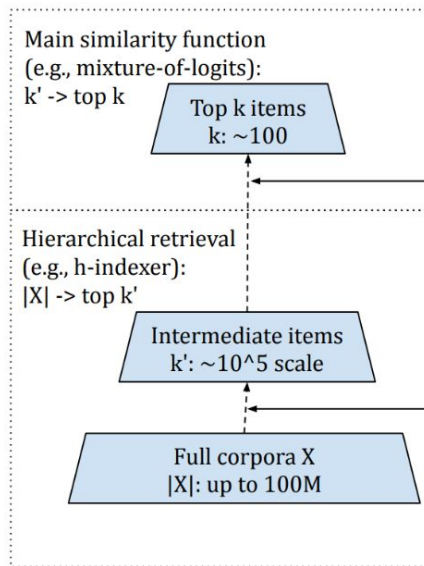 Main similarity function
(e.g., mixture-of-logits):
k' -> top k
Top k items
k: ~100
Hierarchical retrieval
(e.g., h-indexer):
|X| -> top k'
Intermediate items
k': ~10^5 scale
Full corpora X
|X|: up to 100M